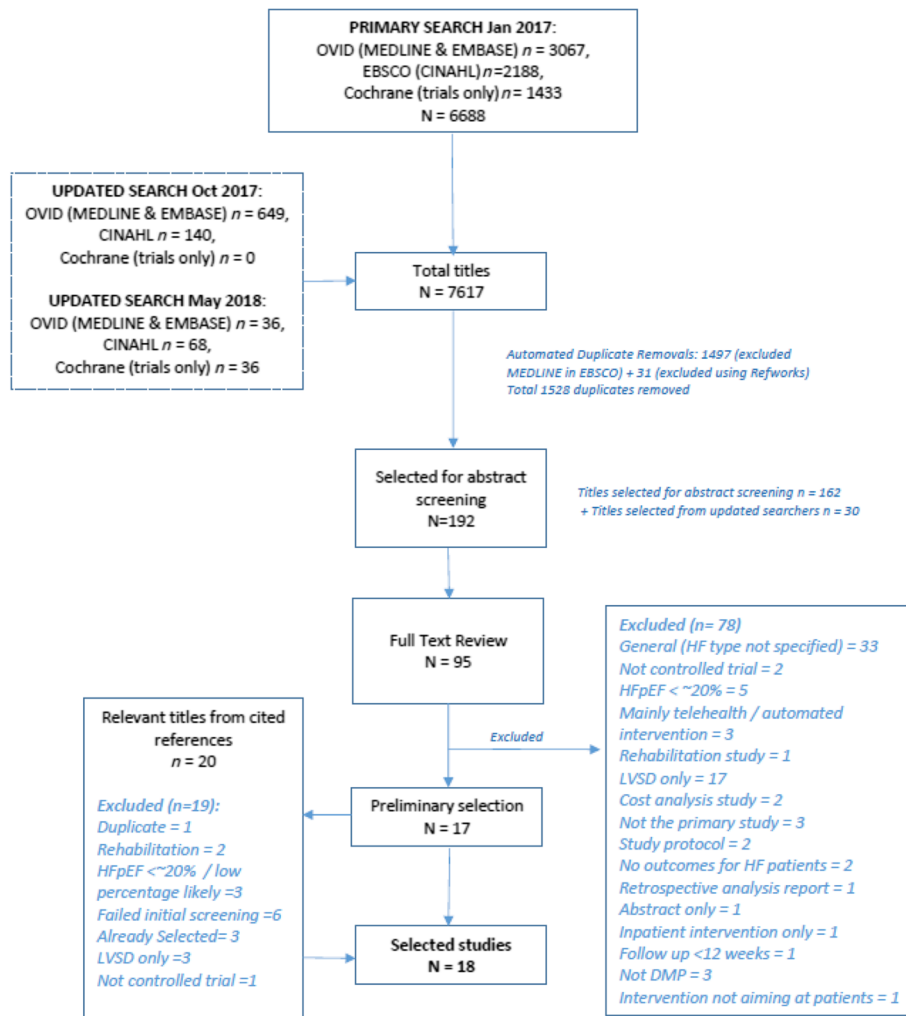 PRIMARY SEARCH Jan 2017:
OVID (MEDLINE & EMBASE) n = 3067,
EBSCO (CINAHL) n=2188,
Cochrane (trials only) n= 1433
N = 6688
UPDATED SEARCH Oct 2017:
OVID (MEDLINE & EMBASE) n = 649,
CINAHL n = 140,
Cochrane (trials only) n = 0
UPDATED SEARCH May 2018:
OVID (MEDLINE & EMBASE) n = 36,
CINAHL n = 68,
Cochrane (trials only) n = 36
Total titles
N = 7617
Automated Duplicate Removals: 1497 (excluded
MEDLINE in EBSCO) + 31 (excluded using Refworks)
Total 1528 duplicates removed
Selected for abstract
screening
N=192
Titles selected for abstract screening n = 162
+ Titles selected from updated searchers n = 30
Full Text Review
N = 95
Excluded
Excluded (n= 78)
General (HF type not specified) = 33
Not controlled trial = 2
HFpEF < ~20% = 5
Mainly telehealth / automated
intervention = 3
Rehabilitation study = 1
LVSD only = 17
Cost analysis study = 2
Not the primary study = 3
Study protocol = 2
No outcomes for HF patients = 2
Retrospective analysis report = 1
Abstract only = 1
Inpatient intervention only = 1
Follow up <12 weeks = 1
Not DMP = 3
Intervention not aiming at patients = 1
Preliminary selection
N = 17
Relevant titles from cited
references
n = 20
Excluded (n=19):
Duplicate = 1
Rehabilitation = 2
HFpEF <~20% / low
percentage likely =3
Failed initial screening =6
Already Selected= 3
LVSD only =3
Not controlled trial =1
Selected studies
N = 18